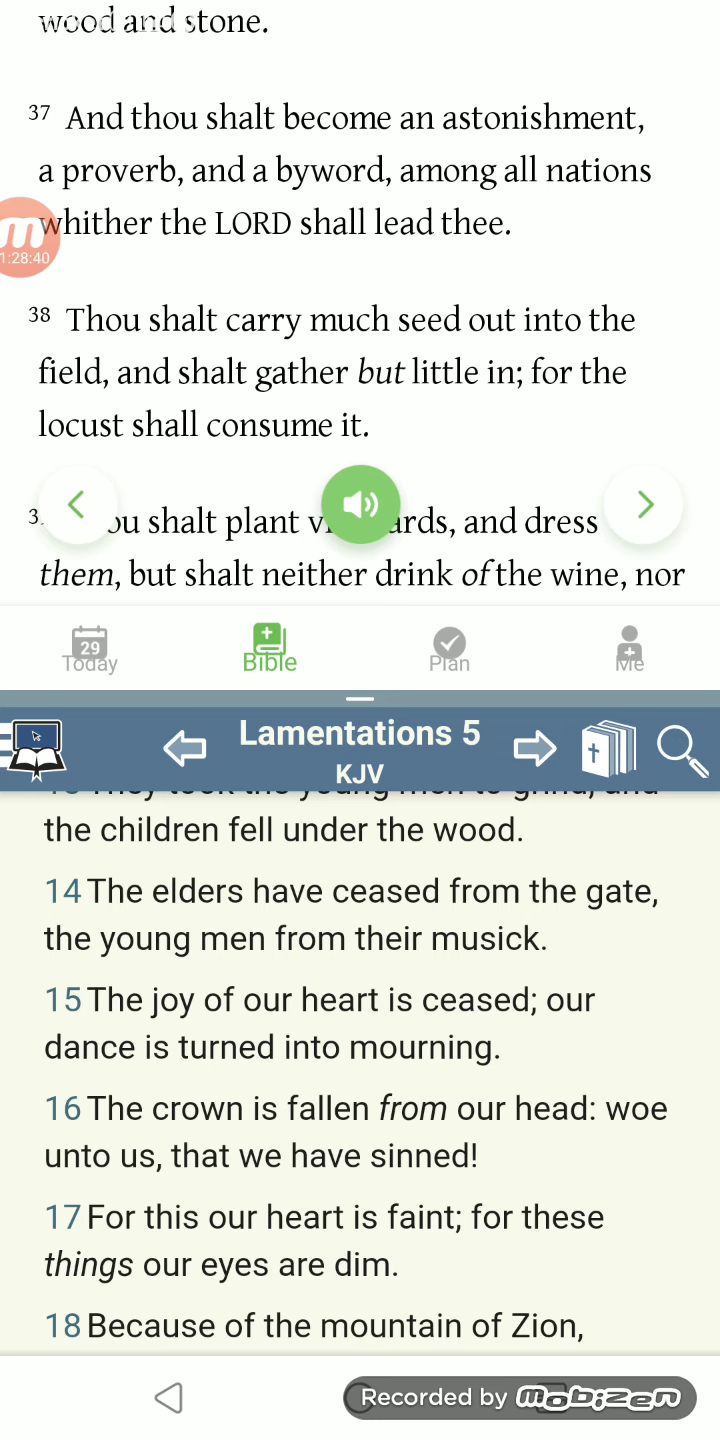 wood and stone.
37 And thou shalt become an astonishment,
a proverb, and a byword, among all nations
whither the LORD shall lead thee.
1:28:40
38 Thou shalt carry much seed out into the
field, and shalt gather but little in; for the
locust shall consume it.
shalt plant and dress
them, but shalt neither drink of the wine, nor
29
Today
Bible
Plan
Me
Lamentations 5
KJV
the children fell under the wood.
14 The elders have ceased from the gate,
the young men from their musick.
15 The joy of our heart is ceased; our
dance is turned into mourning.
16 The crown is fallen from our head: woe
unto us, that we have sinned!
17 For this our heart is faint; for these
things our eyes are dim.
18 Because of the mountain of Zion,
Recorded by mobizen